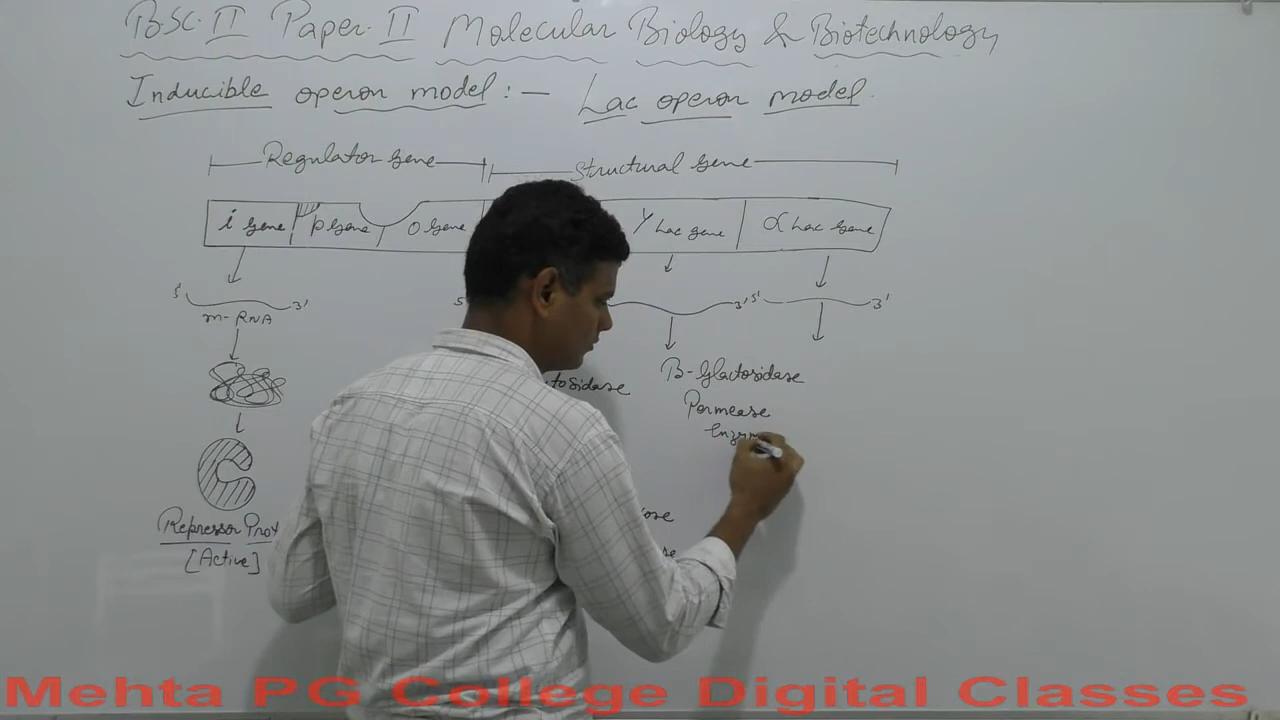 B.Sc. II Paper. II Molecular Biology & Biotechnology
Inducible operon model : — Lac operon model.
Regulator gene Structural gene
i gene p gene o gene y Lac gene α Lac gene
5' 3' 5' 3' 5' 3'
m-RNA
tosidase B-Glactosidase
Permease
Enzym
Repressor Prot
[Active]
ose
se
Mehta PG College Digital Classes